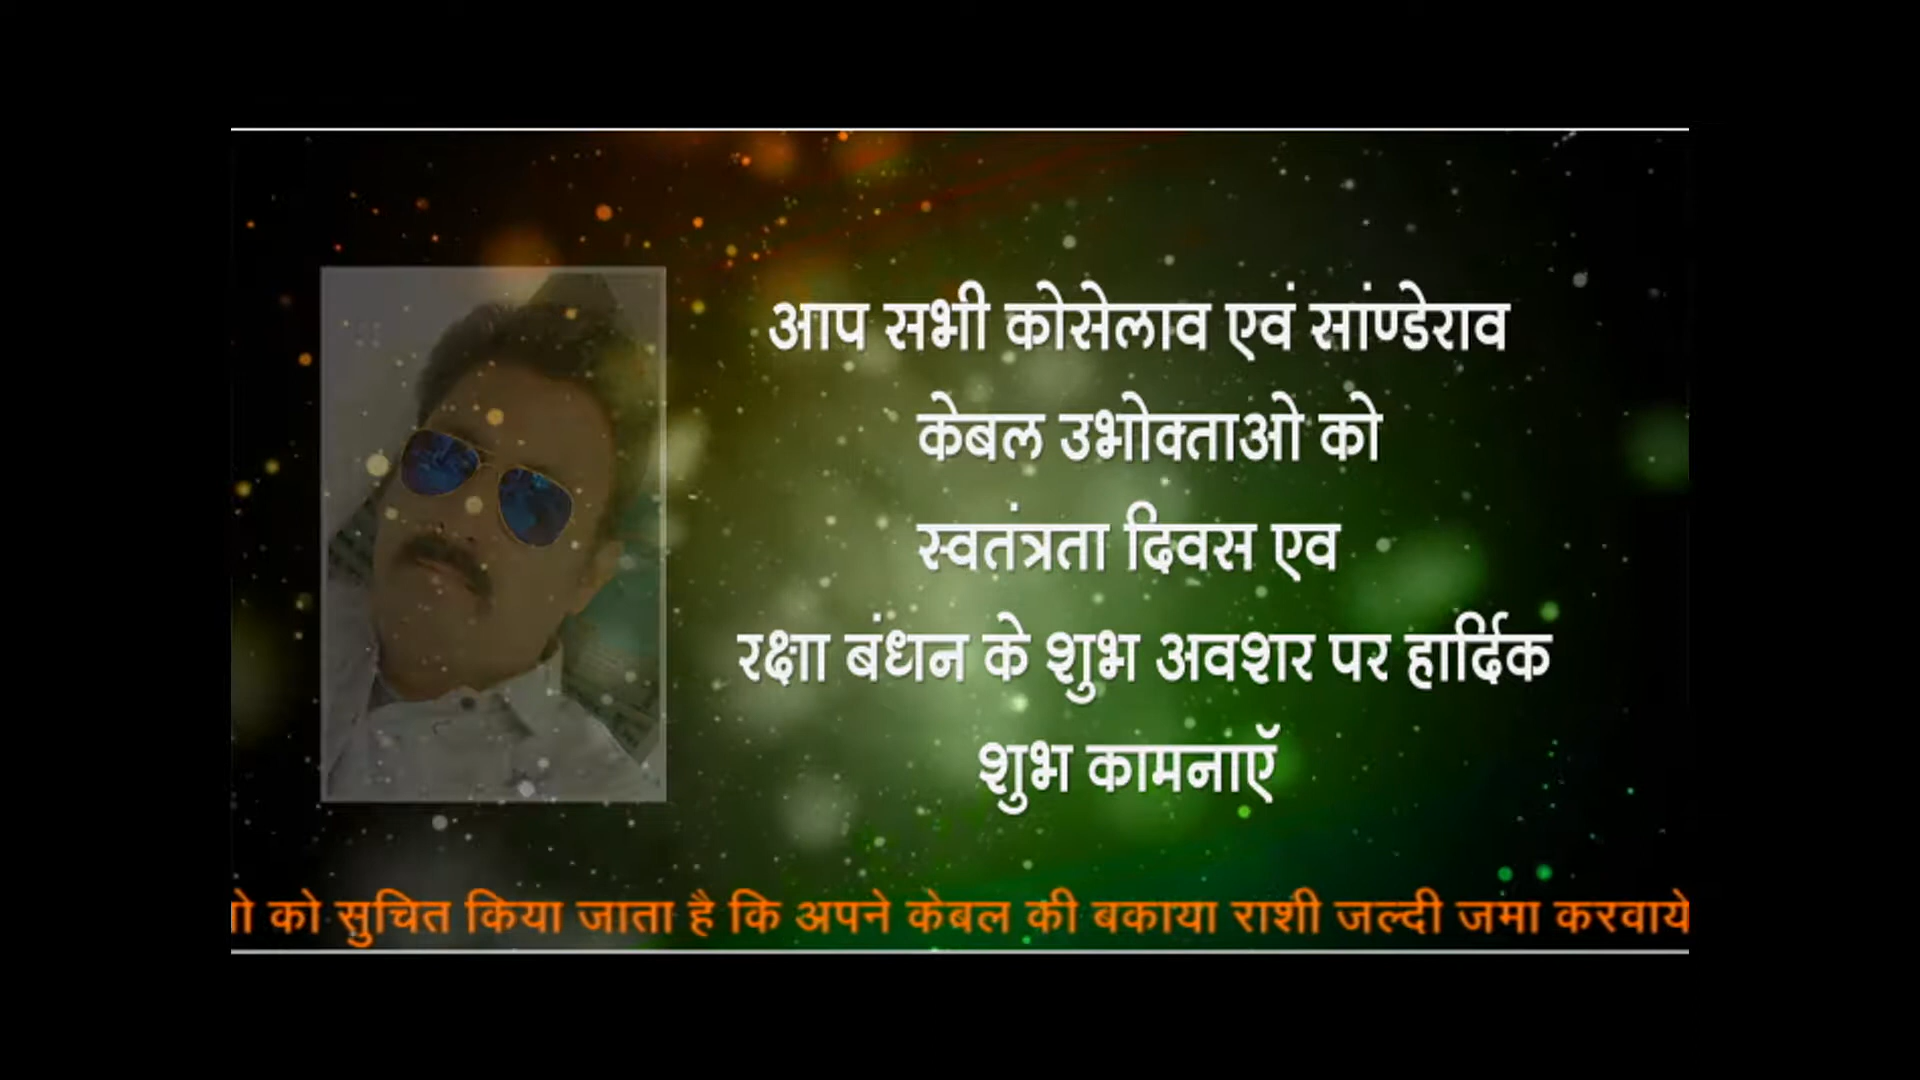 आप सभी कोसेलाव एवं सांण्डेराव
केबल उभोक्ताओ को
स्वतंत्रता दिवस एव
रक्षा बंधन के शुभ अवशर पर हार्दिक
शुभ कामनाएॅ
को सुचित किया जाता है कि अपने केबल की बकाया राशी जल्दी जमा करवाये